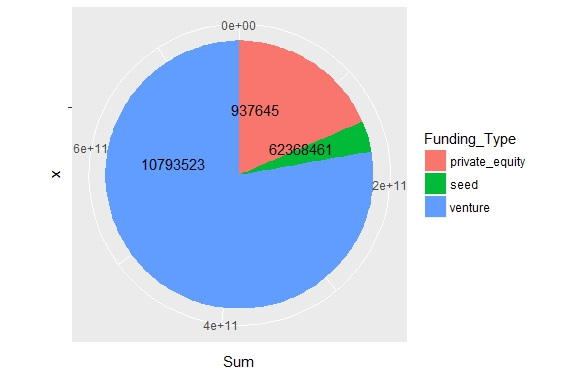 0e+00
Funding_Type
private_equity
seed
venture
937645
62368461
10793523
6e+11
2e+11
4e+11
x
Sum